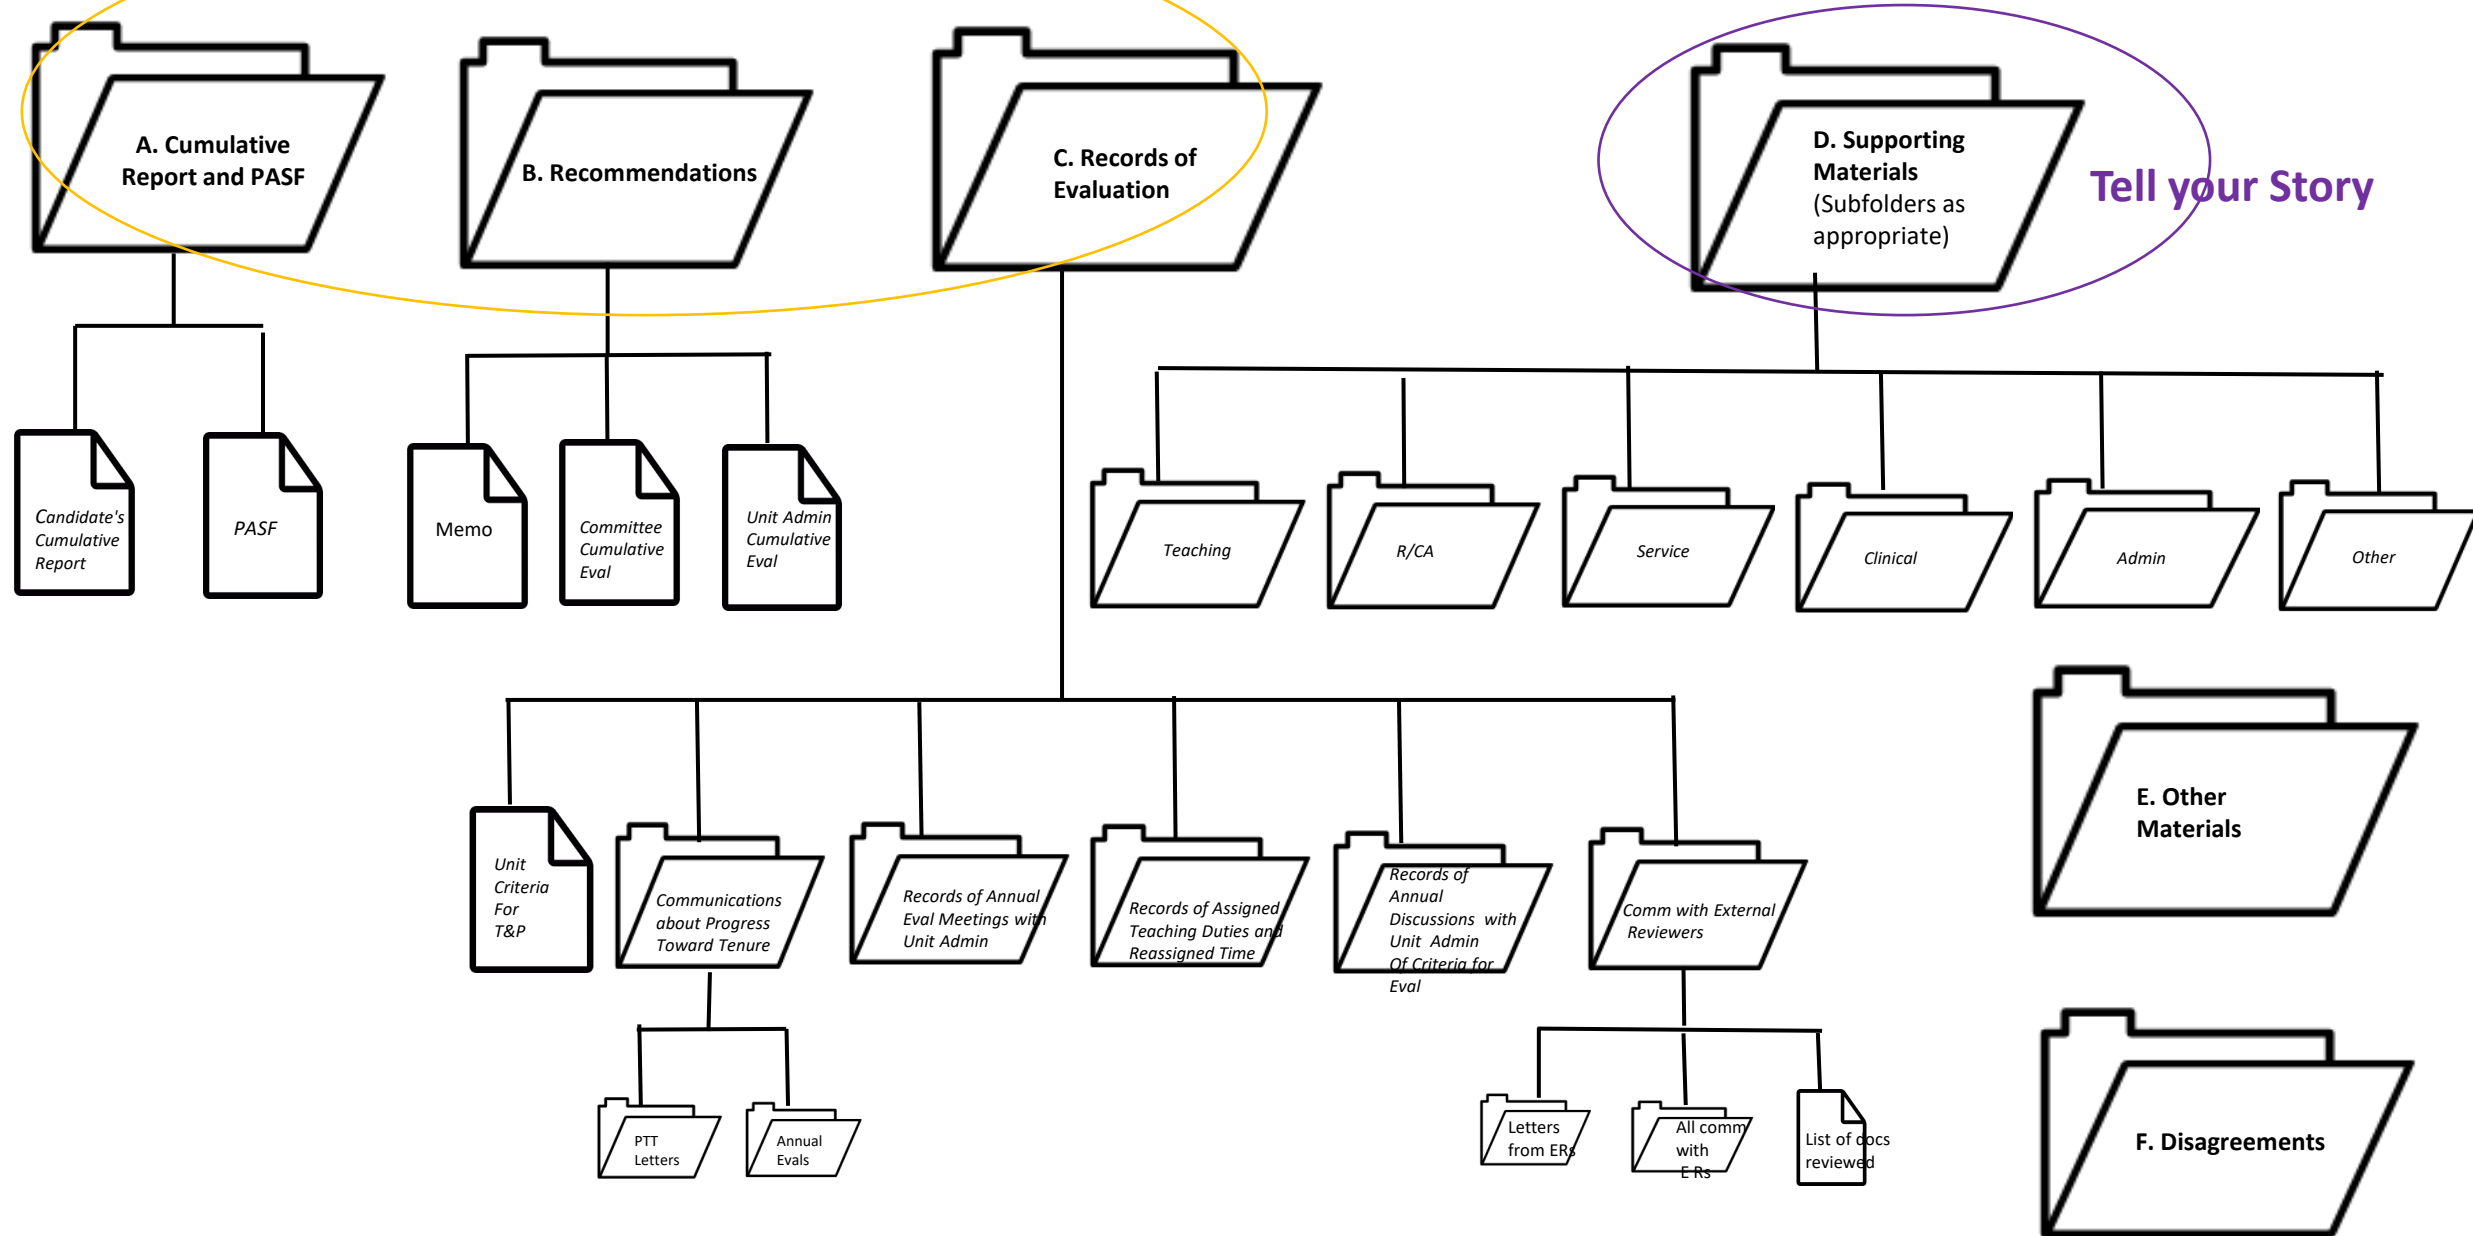 A. Cumulative
Report and PASF
B. Recommendations
C. Records of
Evaluation
D. Supporting
Materials
(Subfolders as
appropriate)
Tell your Story
Candidate's
Cumulative
Report
PASF
Memo
Committee
Cumulative
Eval
Unit Admin
Cumulative
Eval
Teaching
R/CA
Service
Clinical
Admin
Other
Unit
Criteria
For
T&P
Communications
about Progress
Toward Tenure
Records of Annual
Eval Meetings with
Unit Admin
Records of Assigned
Teaching Duties and
Reassigned Time
Records of
Annual
Discussions with
Unit Admin
Of Criteria for
Eval
Comm with External
Reviewers
E. Other
Materials
PTT
Letters
Annual
Evals
Letters
from ERs
All comm
with
E Rs
List of docs
reviewed
F. Disagreements